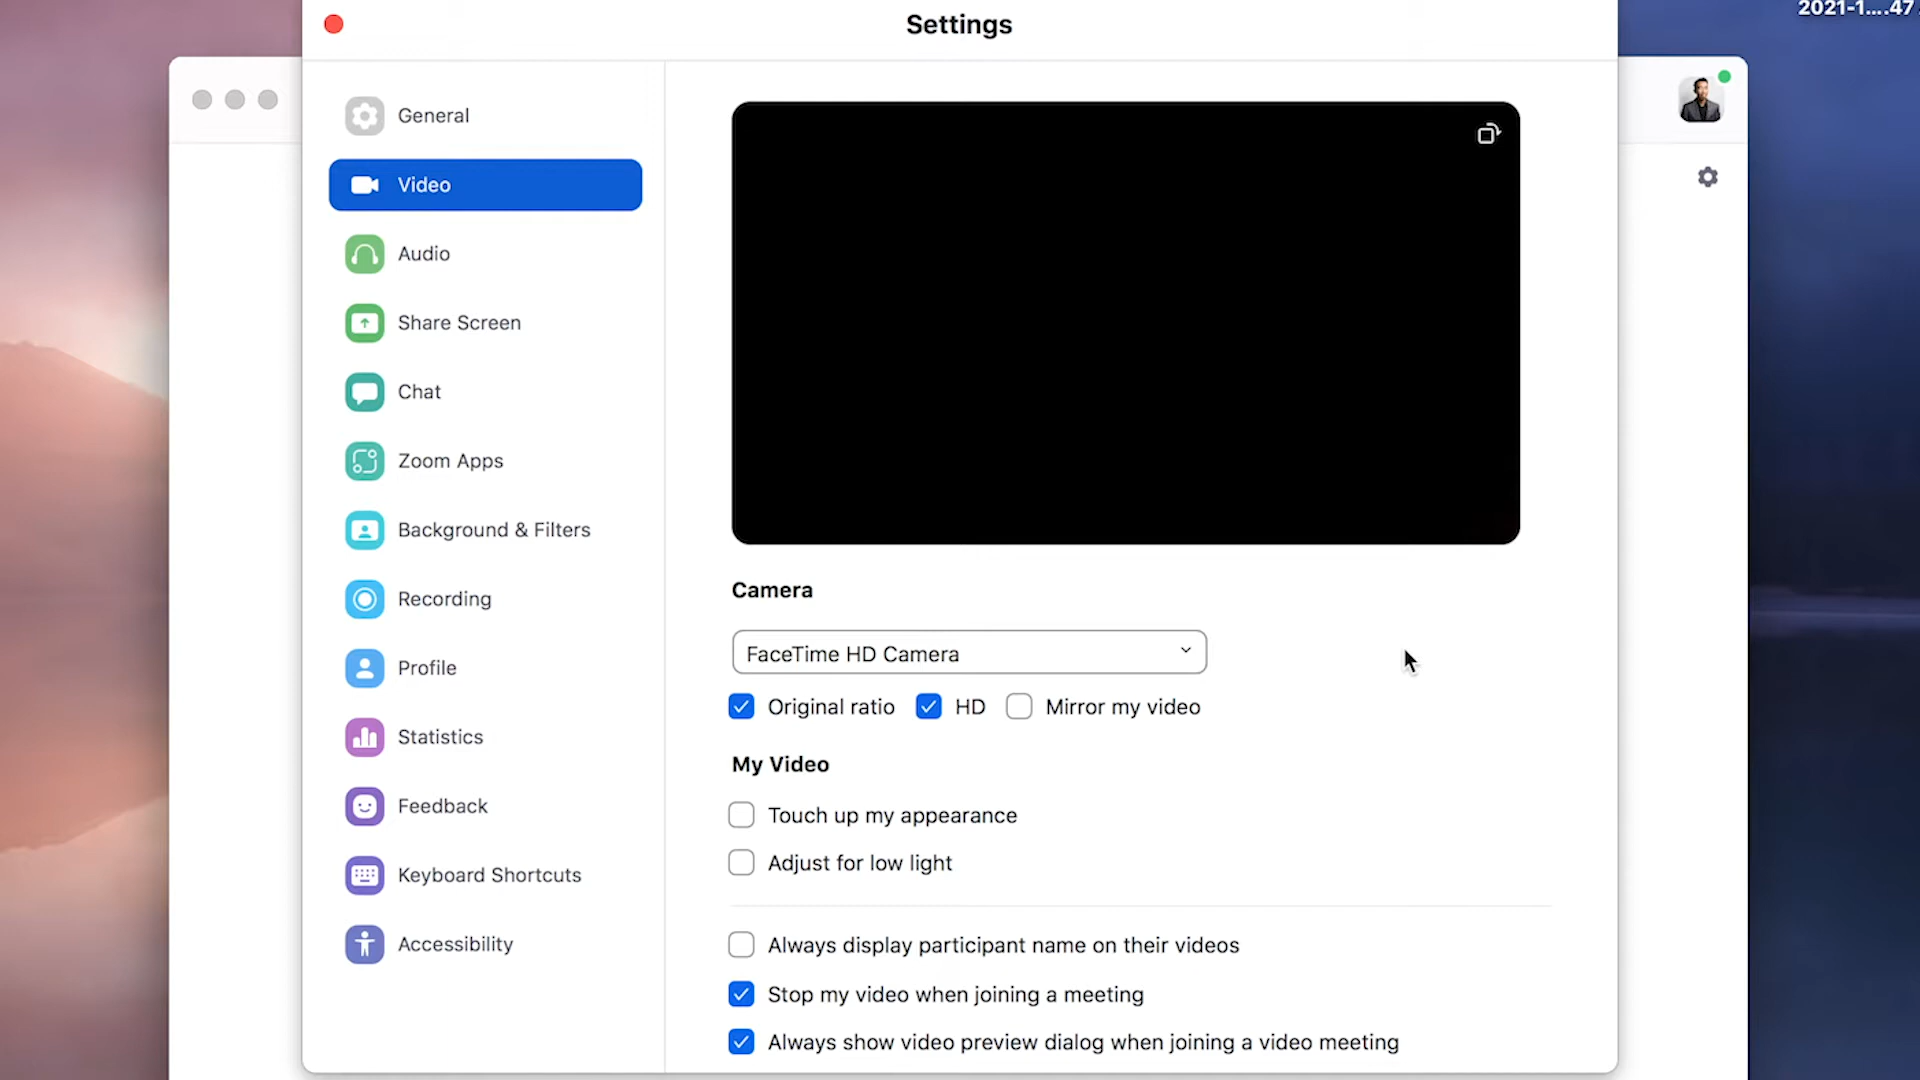 2021-1....47
Settings
General
Video
Audio
Share Screen
Chat
Zoom Apps
Background & Filters
Recording
Profile
Statistics
Feedback
Keyboard Shortcuts
Accessibility
Camera
FaceTime HD Camera
Original ratio HD Mirror my video
My Video
Touch up my appearance
Adjust for low light
Always display participant name on their videos
Stop my video when joining a meeting
Always show video preview dialog when joining a video meeting